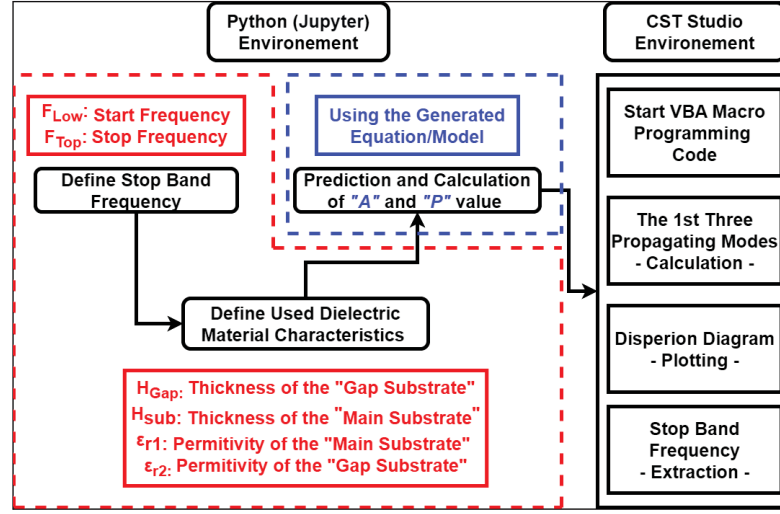 Python (Jupyter)
Environement
CST Studio
Environement
FLow: Start Frequency
FTop: Stop Frequency
Using the Generated
Equation/Model
Define Stop Band
Frequency
Prediction and Calculation
of "A" and "P" value
Define Used Dielectric
Material Characteristics
HGap: Thickness of the "Gap Substrate"
Hsub: Thickness of the "Main Substrate"
εr1: Permitivity of the "Main Substrate"
εr2: Permitivity of the "Gap Substrate"
Start VBA Macro
Programming
Code
The 1st Three
Propagating Modes
- Calculation -
Disperion Diagram
- Plotting -
Stop Band
Frequency
- Extraction -